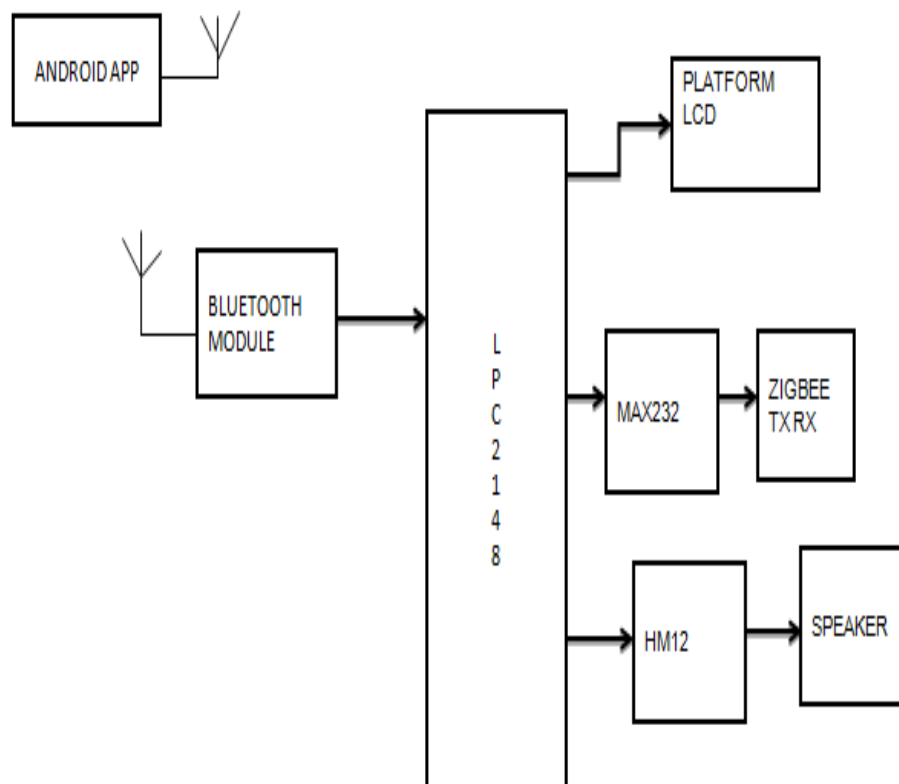 ANDROID APP
PLATFORM
LCD
BLUETOOTH
MODULE
L
P
C
2
1
4
8
MAX232
ZIGBEE
TX RX
HM12
SPEAKER